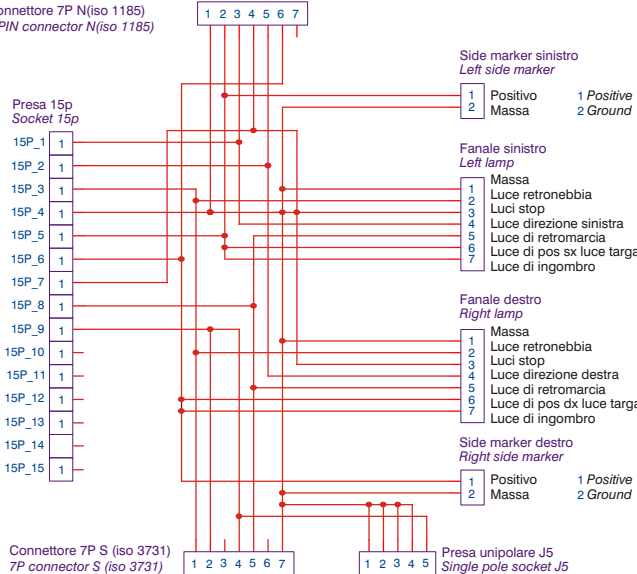 onnettore 7P N(iso 1185)
PIN connector N(iso 1185)
1 2 3 4 5 6 7
Side marker sinistro
Left side marker
1 Positivo 1 Positive
2 Massa 2 Ground
Presa 15p
Socket 15p
15P_1 1
15P_2 1
15P_3 1
15P_4 1
15P_5 1
15P_6 1
15P_7 1
15P_8 1
15P_9 1
15P_10 1
15P_11 1
15P_12 1
15P_13 1
15P_14
15P_15 1
Fanale sinistro
Left lamp
1 Massa
2 Luce retronebbia
3 Luci stop
4 Luce direzione sinistra
5 Luce di retromarcia
6 Luce di pos sx luce targa
7 Luce di ingombro
Fanale destro
Right lamp
1 Massa
2 Luce retronebbia
3 Luci stop
4 Luce direzione destra
5 Luce di retromarcia
6 Luce di pos dx luce targa
7 Luce di ingombro
Side marker destro
Right side marker
1 Positivo 1 Positive
2 Massa 2 Ground
Connettore 7P S (iso 3731)
7P connector S (iso 3731)
1 2 3 4 5 6 7
1 2 3 4 5
Presa unipolare J5
Single pole socket J5